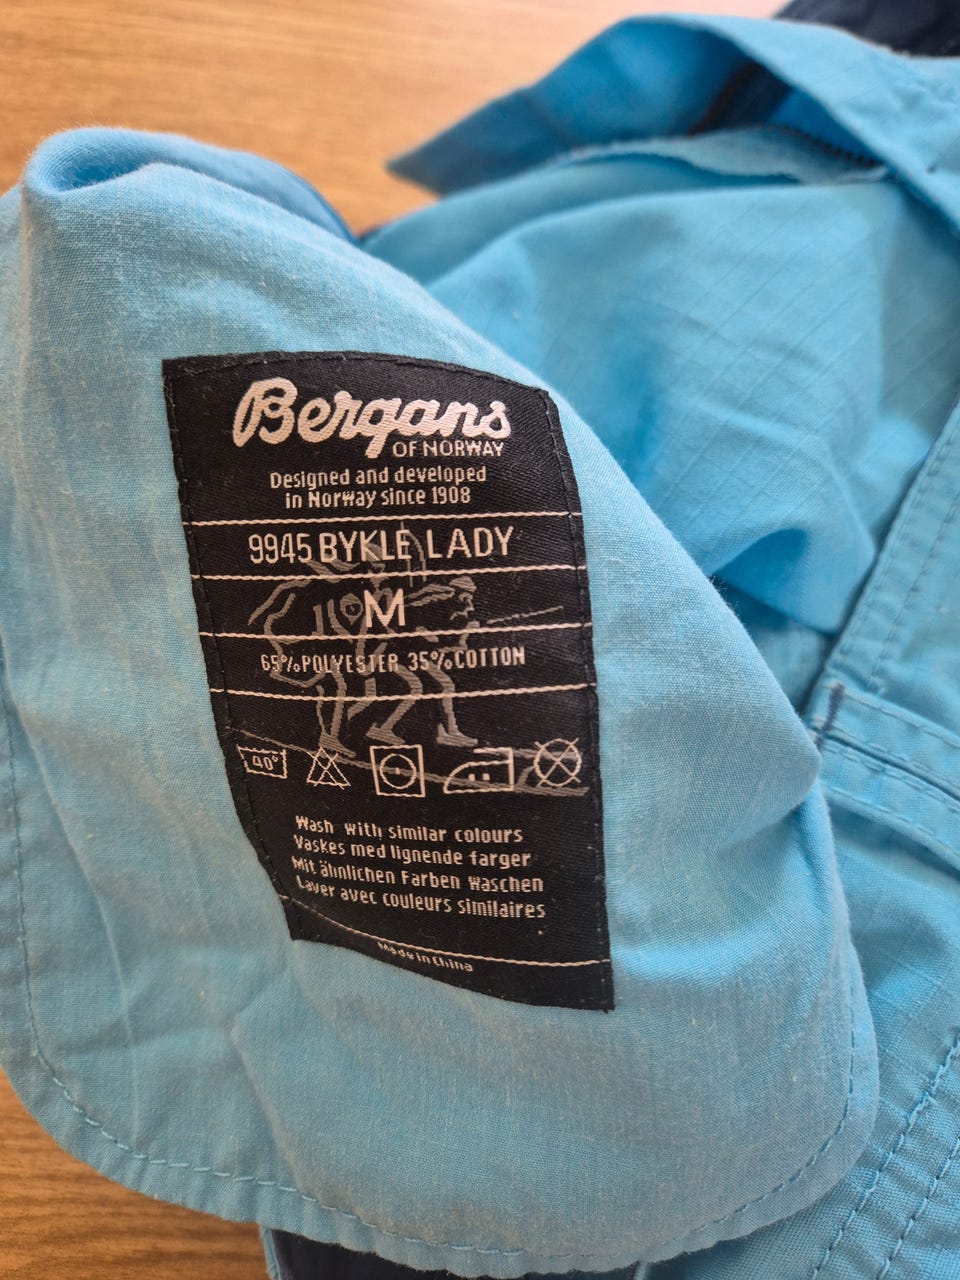 Bergans
OF NORWAY
Designed and developed
in Norway since 1908
9945 BYKLE LADY
M
65% POLYESTER 35% COTTON
40°
Wash with similar colours
Vaskes med lignende farger
Mit ähnlichen Farben waschen
Laver avec couleurs similaires
Made in China